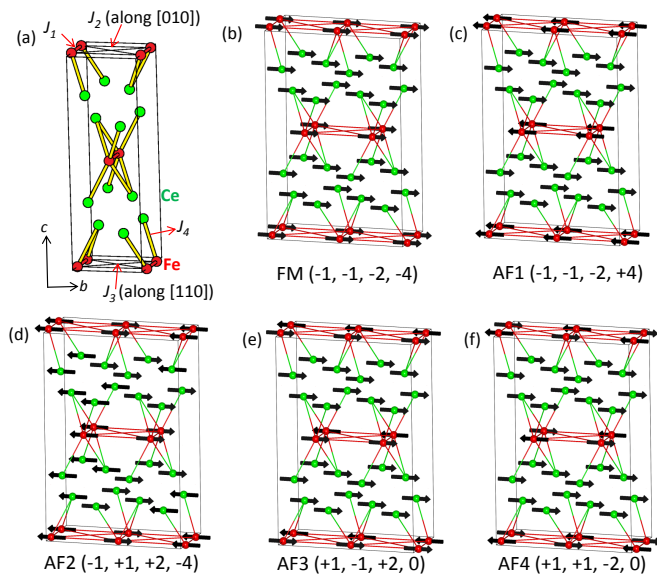 (a)
J1
J2 (along [010])
Ce
J4
c
b
Fe
J3 (along [110])
(b)
FM (-1, -1, -2, -4)
(c)
AF1 (-1, -1, -2, +4)
(d)
AF2 (-1, +1, +2, -4)
(e)
AF3 (+1, -1, +2, 0)
(f)
AF4 (+1, +1, -2, 0)